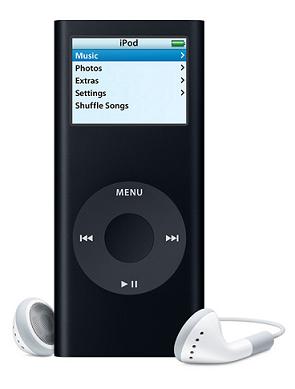 iPod
Music
Photos
Extras
Settings
Shuffle Songs
MENU